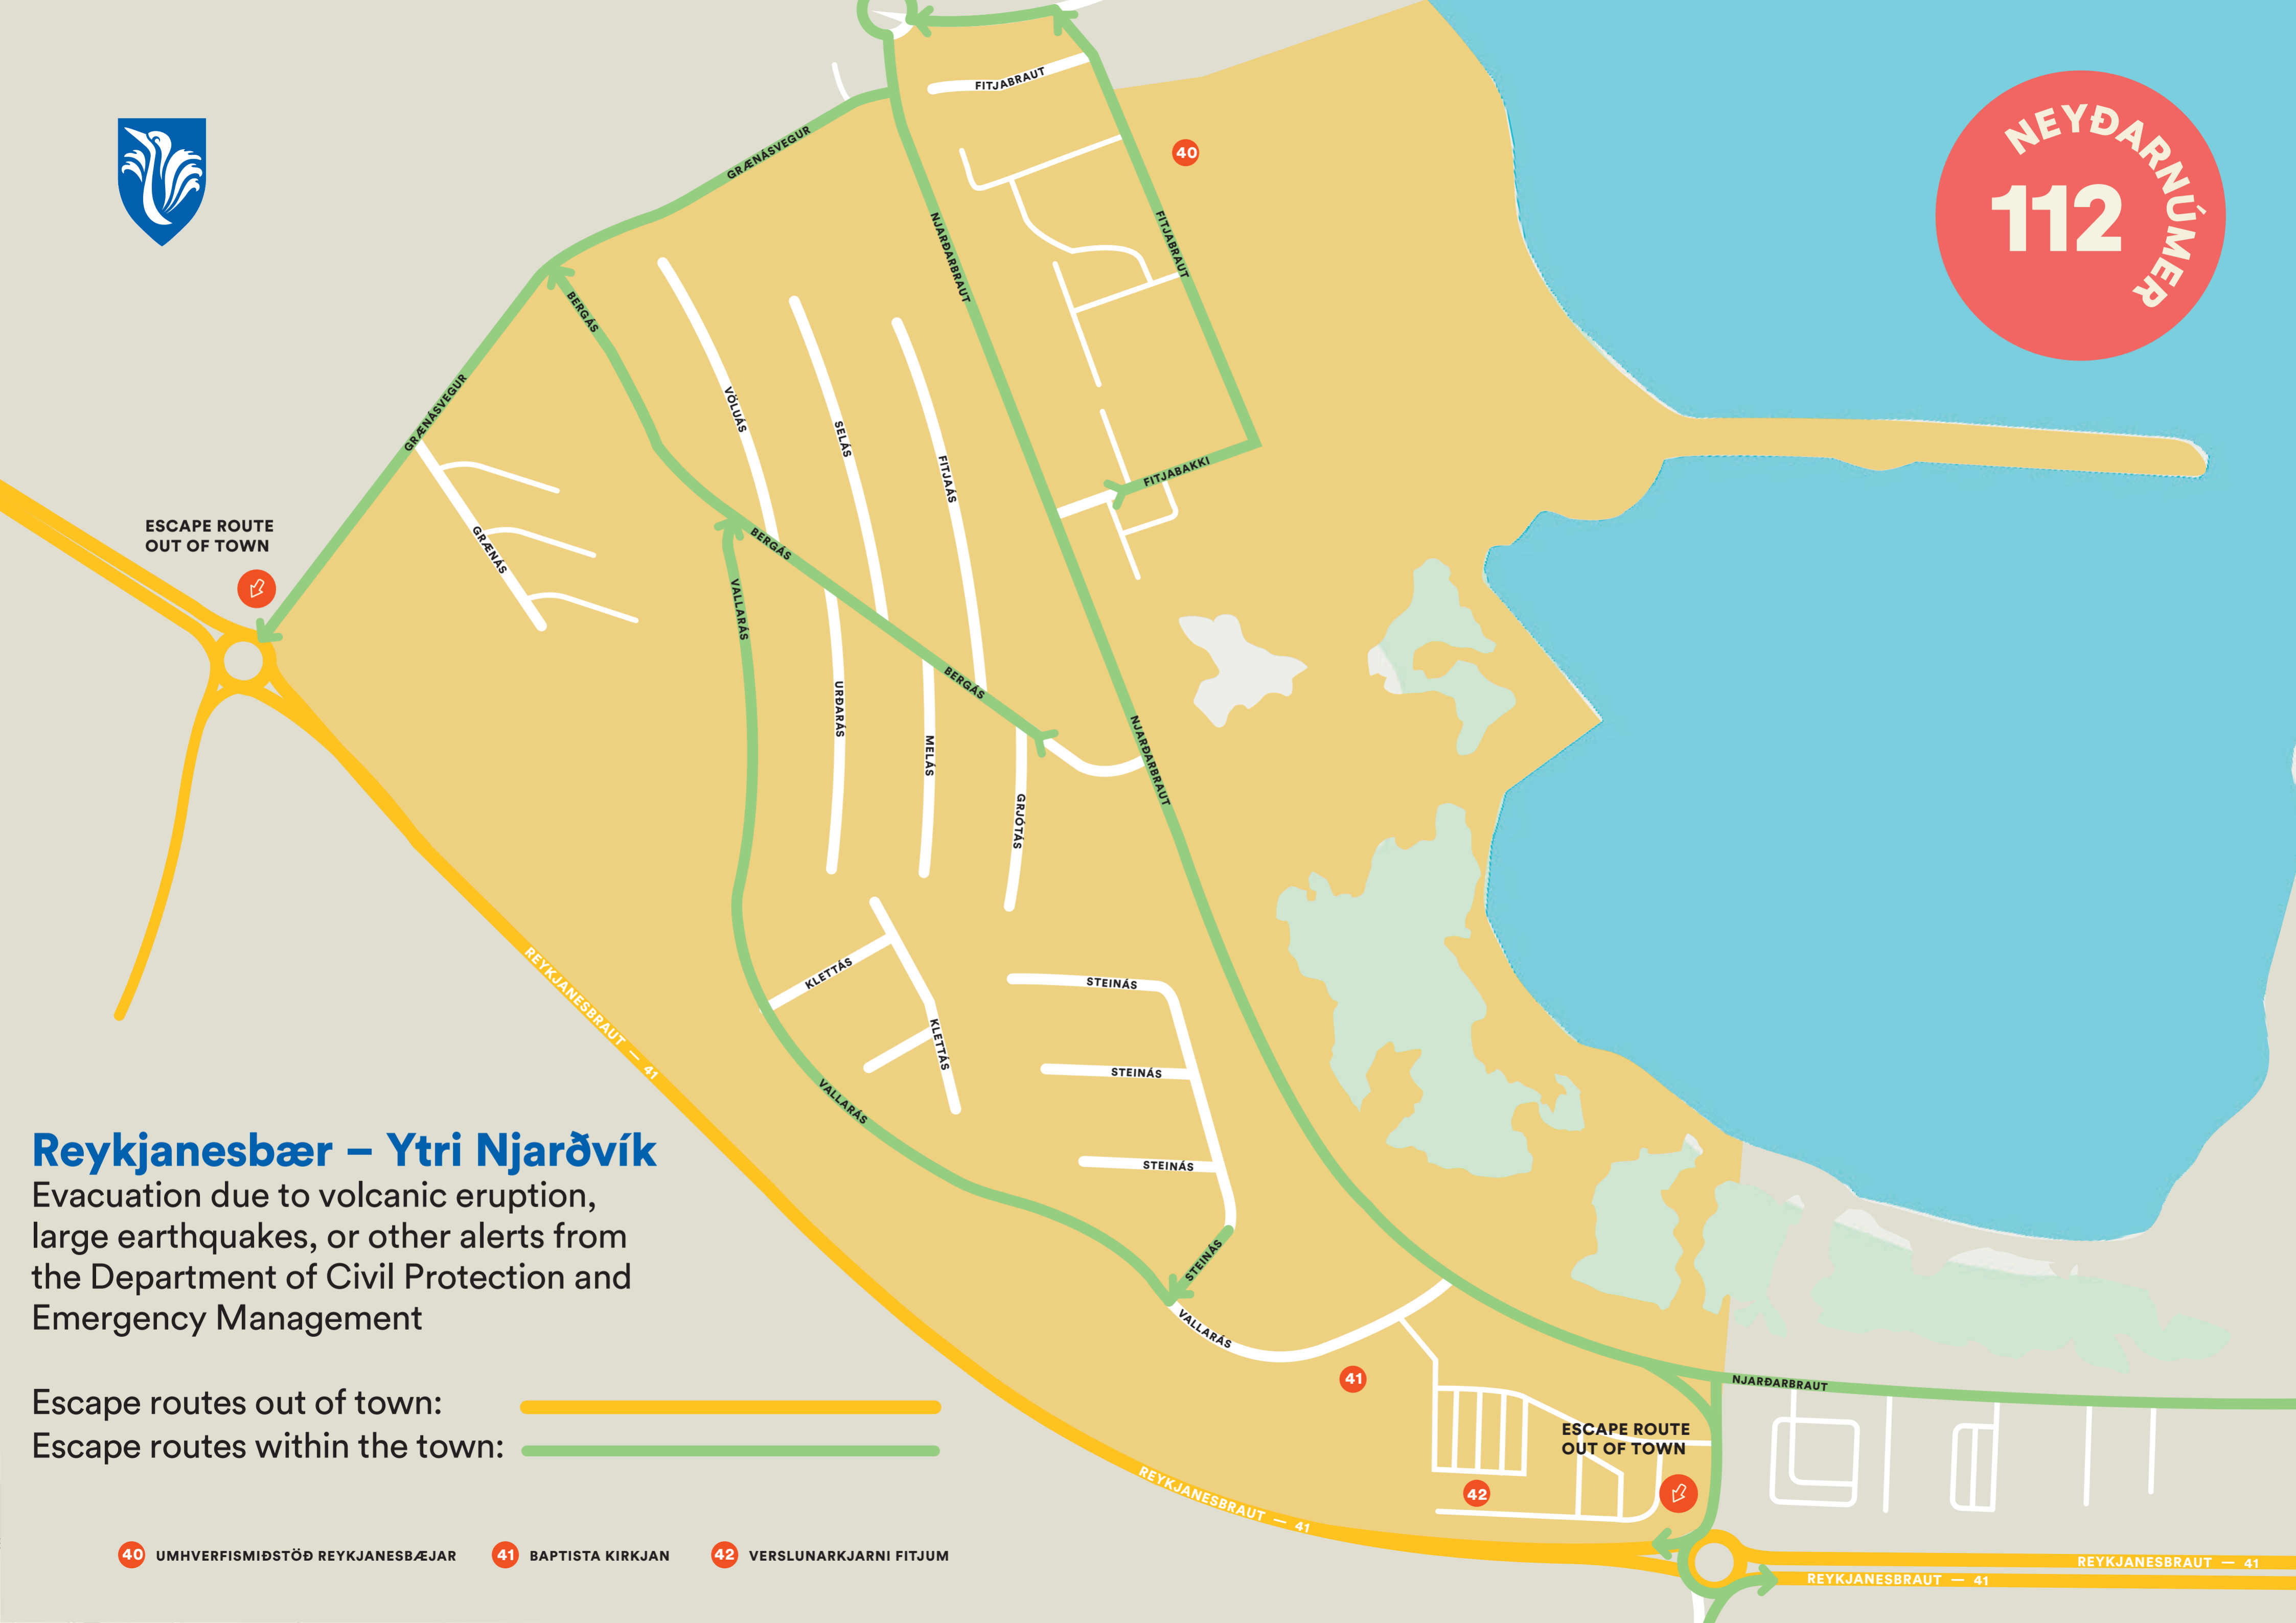 FITJABRAUT
NEYÐARNÚMER
112
40
GRÆNÁSVEGUR
NJARÐARBRAUT
FITJABRAUT
BERGÁS
GRÆNÁSVEGUR
VÖLUÁS
SELÁS
FITJAÁS
FITJABAKKI
ESCAPE ROUTE
OUT OF TOWN
GRÆNÁS
BERGÁS
VALLARÁS
BERGÁS
URÐARÁS
MELÁS
NJARÐARBRAUT
GRJÓTÁS
REYKJANESBRAUT — 41
KLETTÁS
STEINÁS
KLETTÁS
STEINÁS
VALLARÁS
STEINÁS
STEINÁS
VALLARÁS
41
NJARÐARBRAUT
ESCAPE ROUTE
OUT OF TOWN
42
REYKJANESBRAUT — 41
REYKJANESBRAUT — 41
REYKJANESBRAUT — 41
Reykjanesbær – Ytri Njarðvík
Evacuation due to volcanic eruption,
large earthquakes, or other alerts from
the Department of Civil Protection and
Emergency Management
Escape routes out of town:
Escape routes within the town:
40 UMHVERFISMIÐSTÖÐ REYKJANESBÆJAR 41 BAPTISTA KIRKJAN 42 VERSLUNARKJARNI FITJUM